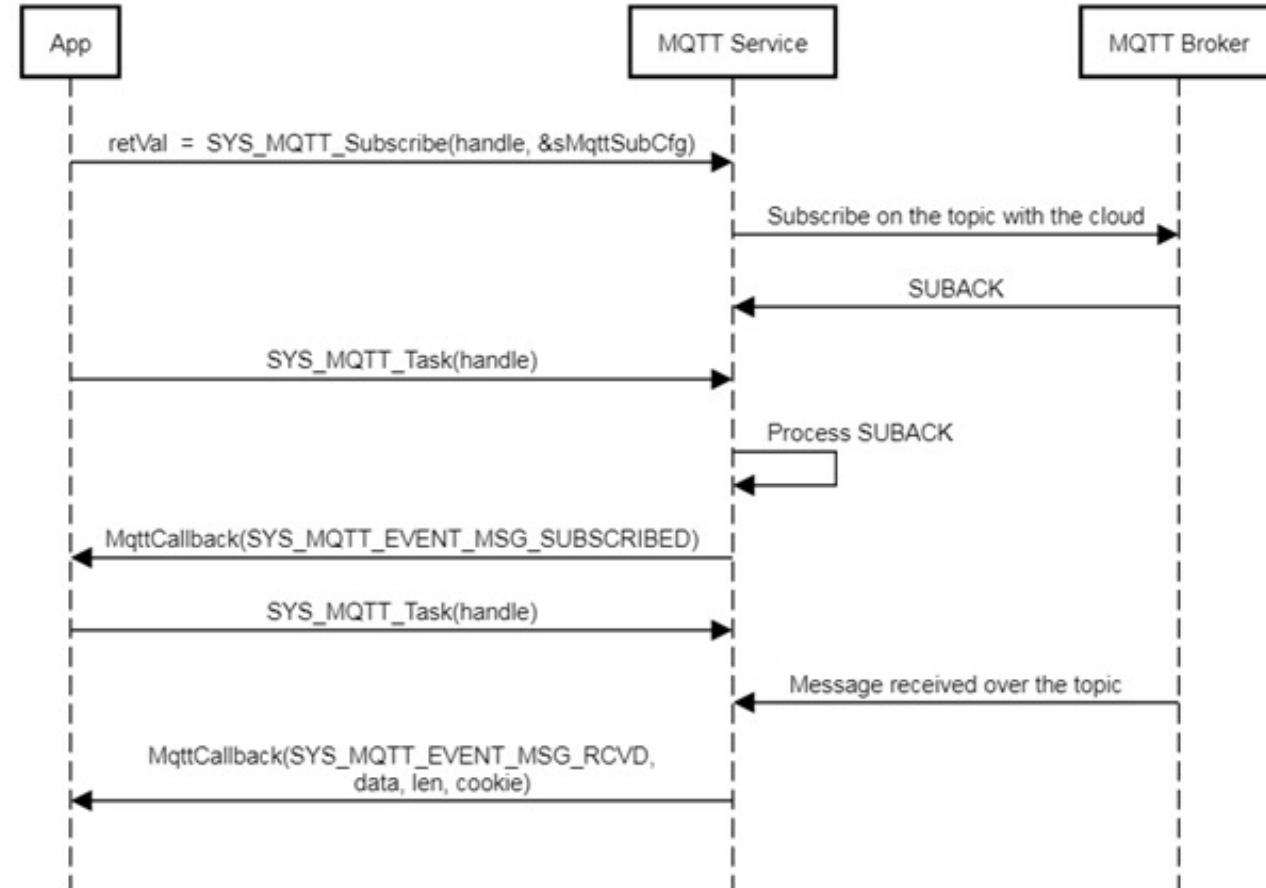 App
MQTT Service
MQTT Broker
retVal = SYS_MQTT_Subscribe(handle, &sMqttSubCfg)
Subscribe on the topic with the cloud
SUBACK
SYS_MQTT_Task(handle)
Process SUBACK
MqttCallback(SYS_MQTT_EVENT_MSG_SUBSCRIBED)
SYS_MQTT_Task(handle)
Message received over the topic
MqttCallback(SYS_MQTT_EVENT_MSG_RCVD,
data, len, cookie)